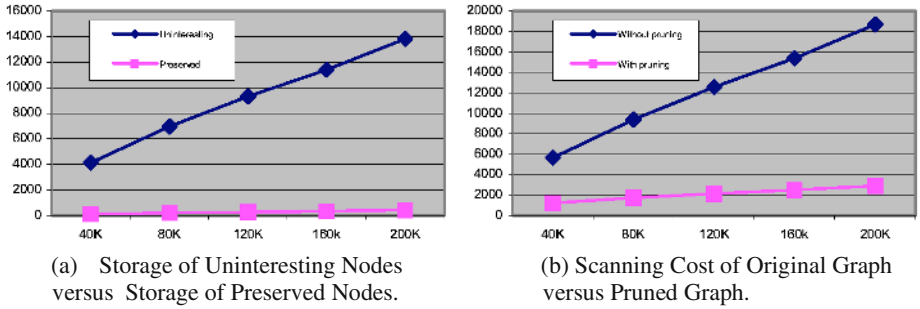 16000
14000
12000
10000
8000
6000
4000
2000
0
Uninteresting
Preserved
40K
80K
120K
160k
200K
(a) Storage of Uninteresting Nodes
versus Storage of Preserved Nodes.
20000
18000
16000
14000
12000
10000
8000
6000
4000
2000
0
Without pruning
With pruning
40K
80K
120K
160k
200K
(b) Scanning Cost of Original Graph
versus Pruned Graph.